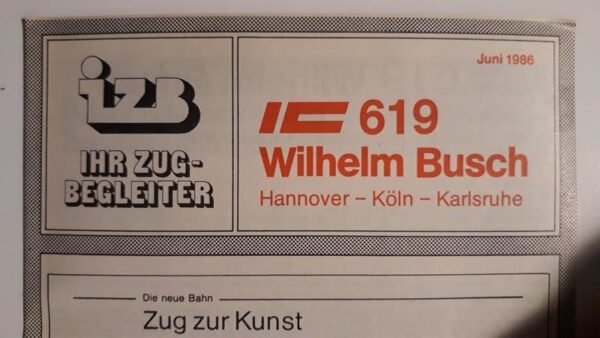 izb
IHR ZUG-
BEGLEITER
Juni 1986
IC 619
Wilhelm Busch
Hannover – Köln – Karlsruhe
Die neue Bahn
Zug zur Kunst